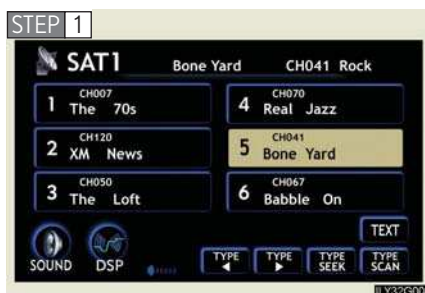 STEP 1
SAT1 Bone Yard CH041 Rock
CH007
1 The 70s
CH070
4 Real Jazz
CH120
2 XM News
CH041
5 Bone Yard
CH050
3 The Loft
CH067
6 Babble On
TEXT
SOUND DSP TYPE ◄ TYPE ► TYPE SEEK TYPE SCAN
ILY32G00